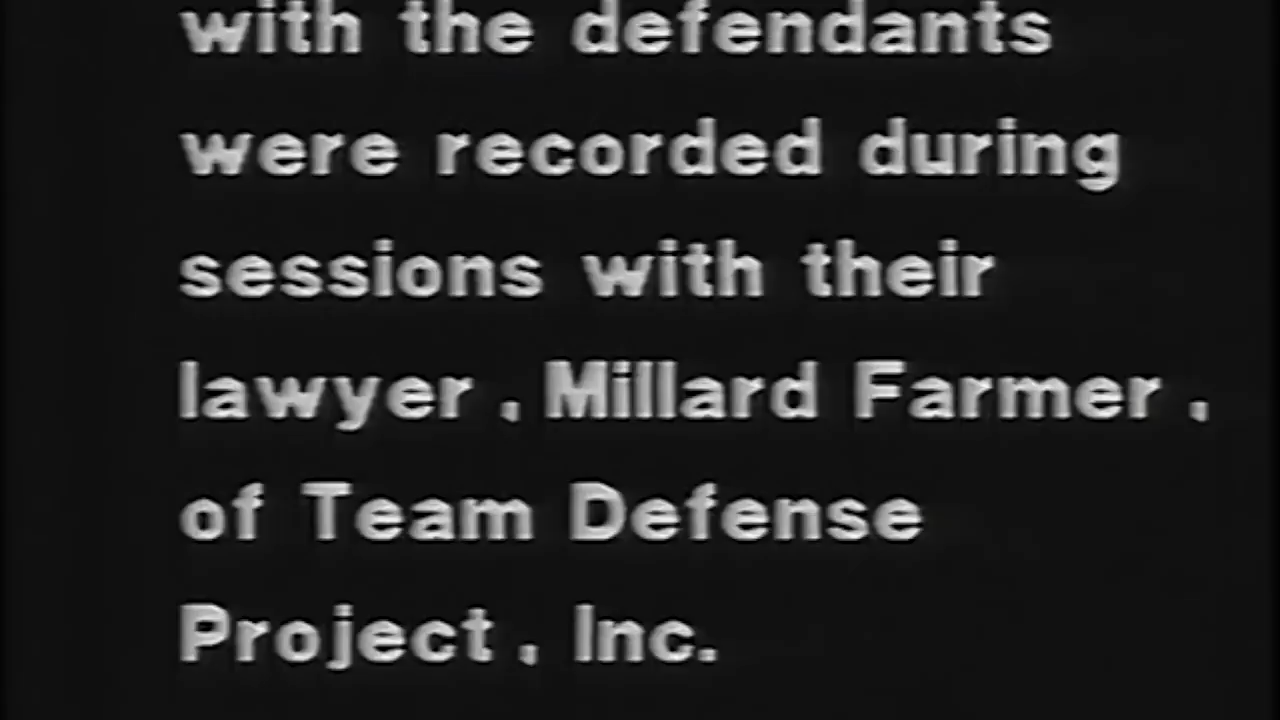 with the defendants
were recorded during
sessions with their
lawyer , Millard Farmer ,
of Team Defense
Project , Inc.